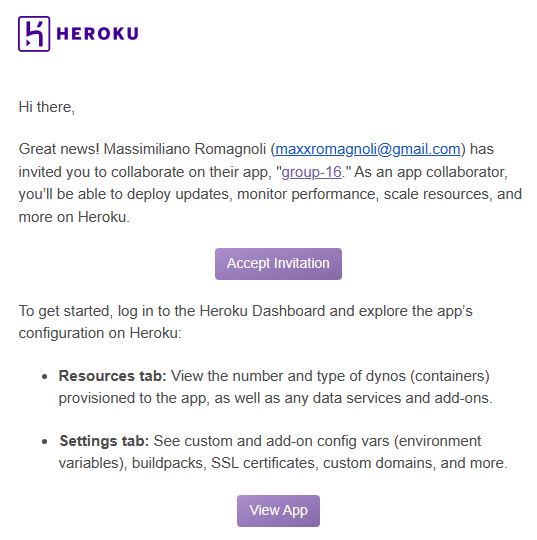 HEROKU
Hi there,
Great news! Massimiliano Romagnoli (maxxromagnoli@gmail.com) has
invited you to collaborate on their app, "group-16." As an app collaborator,
you’ll be able to deploy updates, monitor performance, scale resources, and
more on Heroku.
Accept Invitation
To get started, log in to the Heroku Dashboard and explore the app’s
configuration on Heroku:
• Resources tab: View the number and type of dynos (containers)
provisioned to the app, as well as any data services and add-ons.
• Settings tab: See custom and add-on config vars (environment
variables), buildpacks, SSL certificates, custom domains, and more.
View App